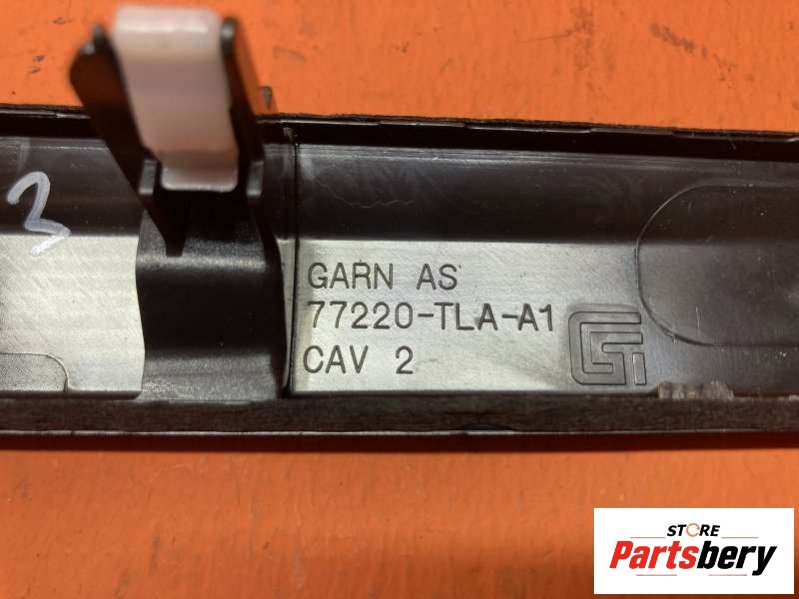 3
GARN AS
77220-TLA-A1
CAV 2
STORE
Partsbery